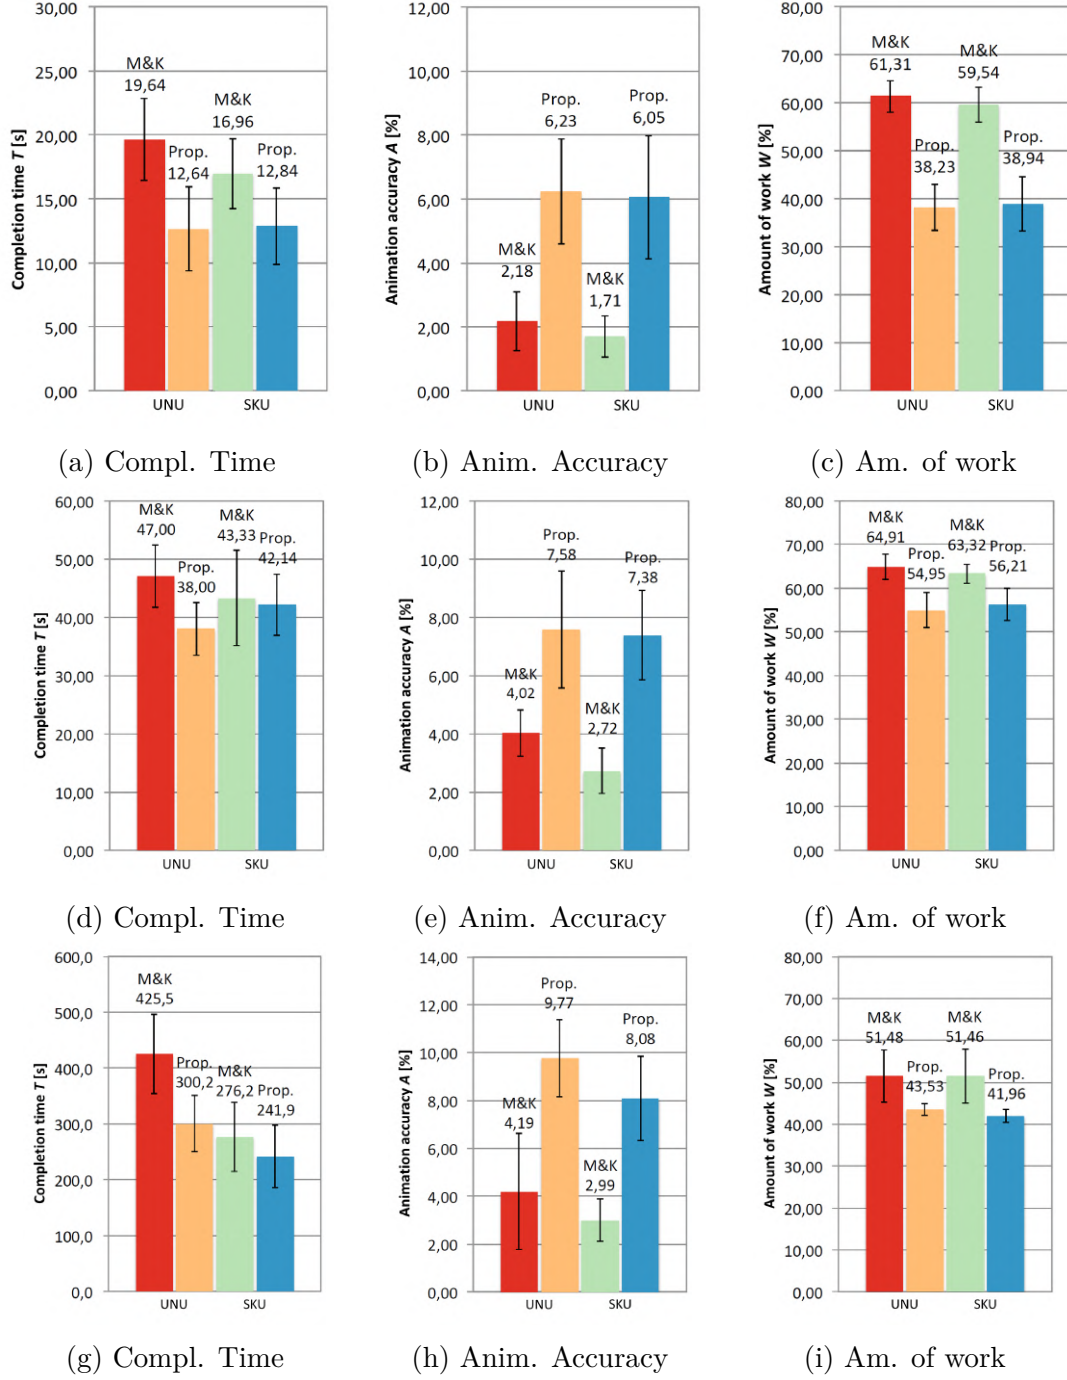 Completion time T [s]
30,00
25,00
20,00
15,00
10,00
5,00
0,00
M&K
19,64
Prop.
12,64
M&K
16,96
Prop.
12,84
UNU SKU
(a) Compl. Time
Animation accuracy A [%]
12,00
10,00
8,00
6,00
4,00
2,00
0,00
M&K
2,18
Prop.
6,23
M&K
1,71
Prop.
6,05
UNU SKU
(b) Anim. Accuracy
Amount of work W [%]
80,00
70,00
60,00
50,00
40,00
30,00
20,00
10,00
0,00
M&K
61,31
Prop.
38,23
M&K
59,54
Prop.
38,94
UNU SKU
(c) Am. of work
Completion time T [s]
60,00
50,00
40,00
30,00
20,00
10,00
0,00
M&K
47,00
Prop.
38,00
M&K
43,33
Prop.
42,14
UNU SKU
(d) Compl. Time
Animation accuracy A [%]
12,00
10,00
8,00
6,00
4,00
2,00
0,00
M&K
4,02
Prop.
7,58
M&K
2,72
Prop.
7,38
UNU SKU
(e) Anim. Accuracy
Amount of work W [%]
80,00
70,00
60,00
50,00
40,00
30,00
20,00
10,00
0,00
M&K
64,91
Prop.
54,95
M&K
63,32
Prop.
56,21
UNU SKU
(f) Am. of work
Completion time T [s]
600,0
500,0
400,0
300,0
200,0
100,0
0,0
M&K
425,5
Prop.
300,2
M&K
276,2
Prop.
241,9
UNU SKU
(g) Compl. Time
Animation accuracy A [%]
14,00
12,00
10,00
8,00
6,00
4,00
2,00
0,00
M&K
4,19
Prop.
9,77
M&K
2,99
Prop.
8,08
UNU SKU
(h) Anim. Accuracy
Amount of work W [%]
80,00
70,00
60,00
50,00
40,00
30,00
20,00
10,00
0,00
M&K
51,48
Prop.
43,53
M&K
51,46
Prop.
41,96
UNU SKU
(i) Am. of work